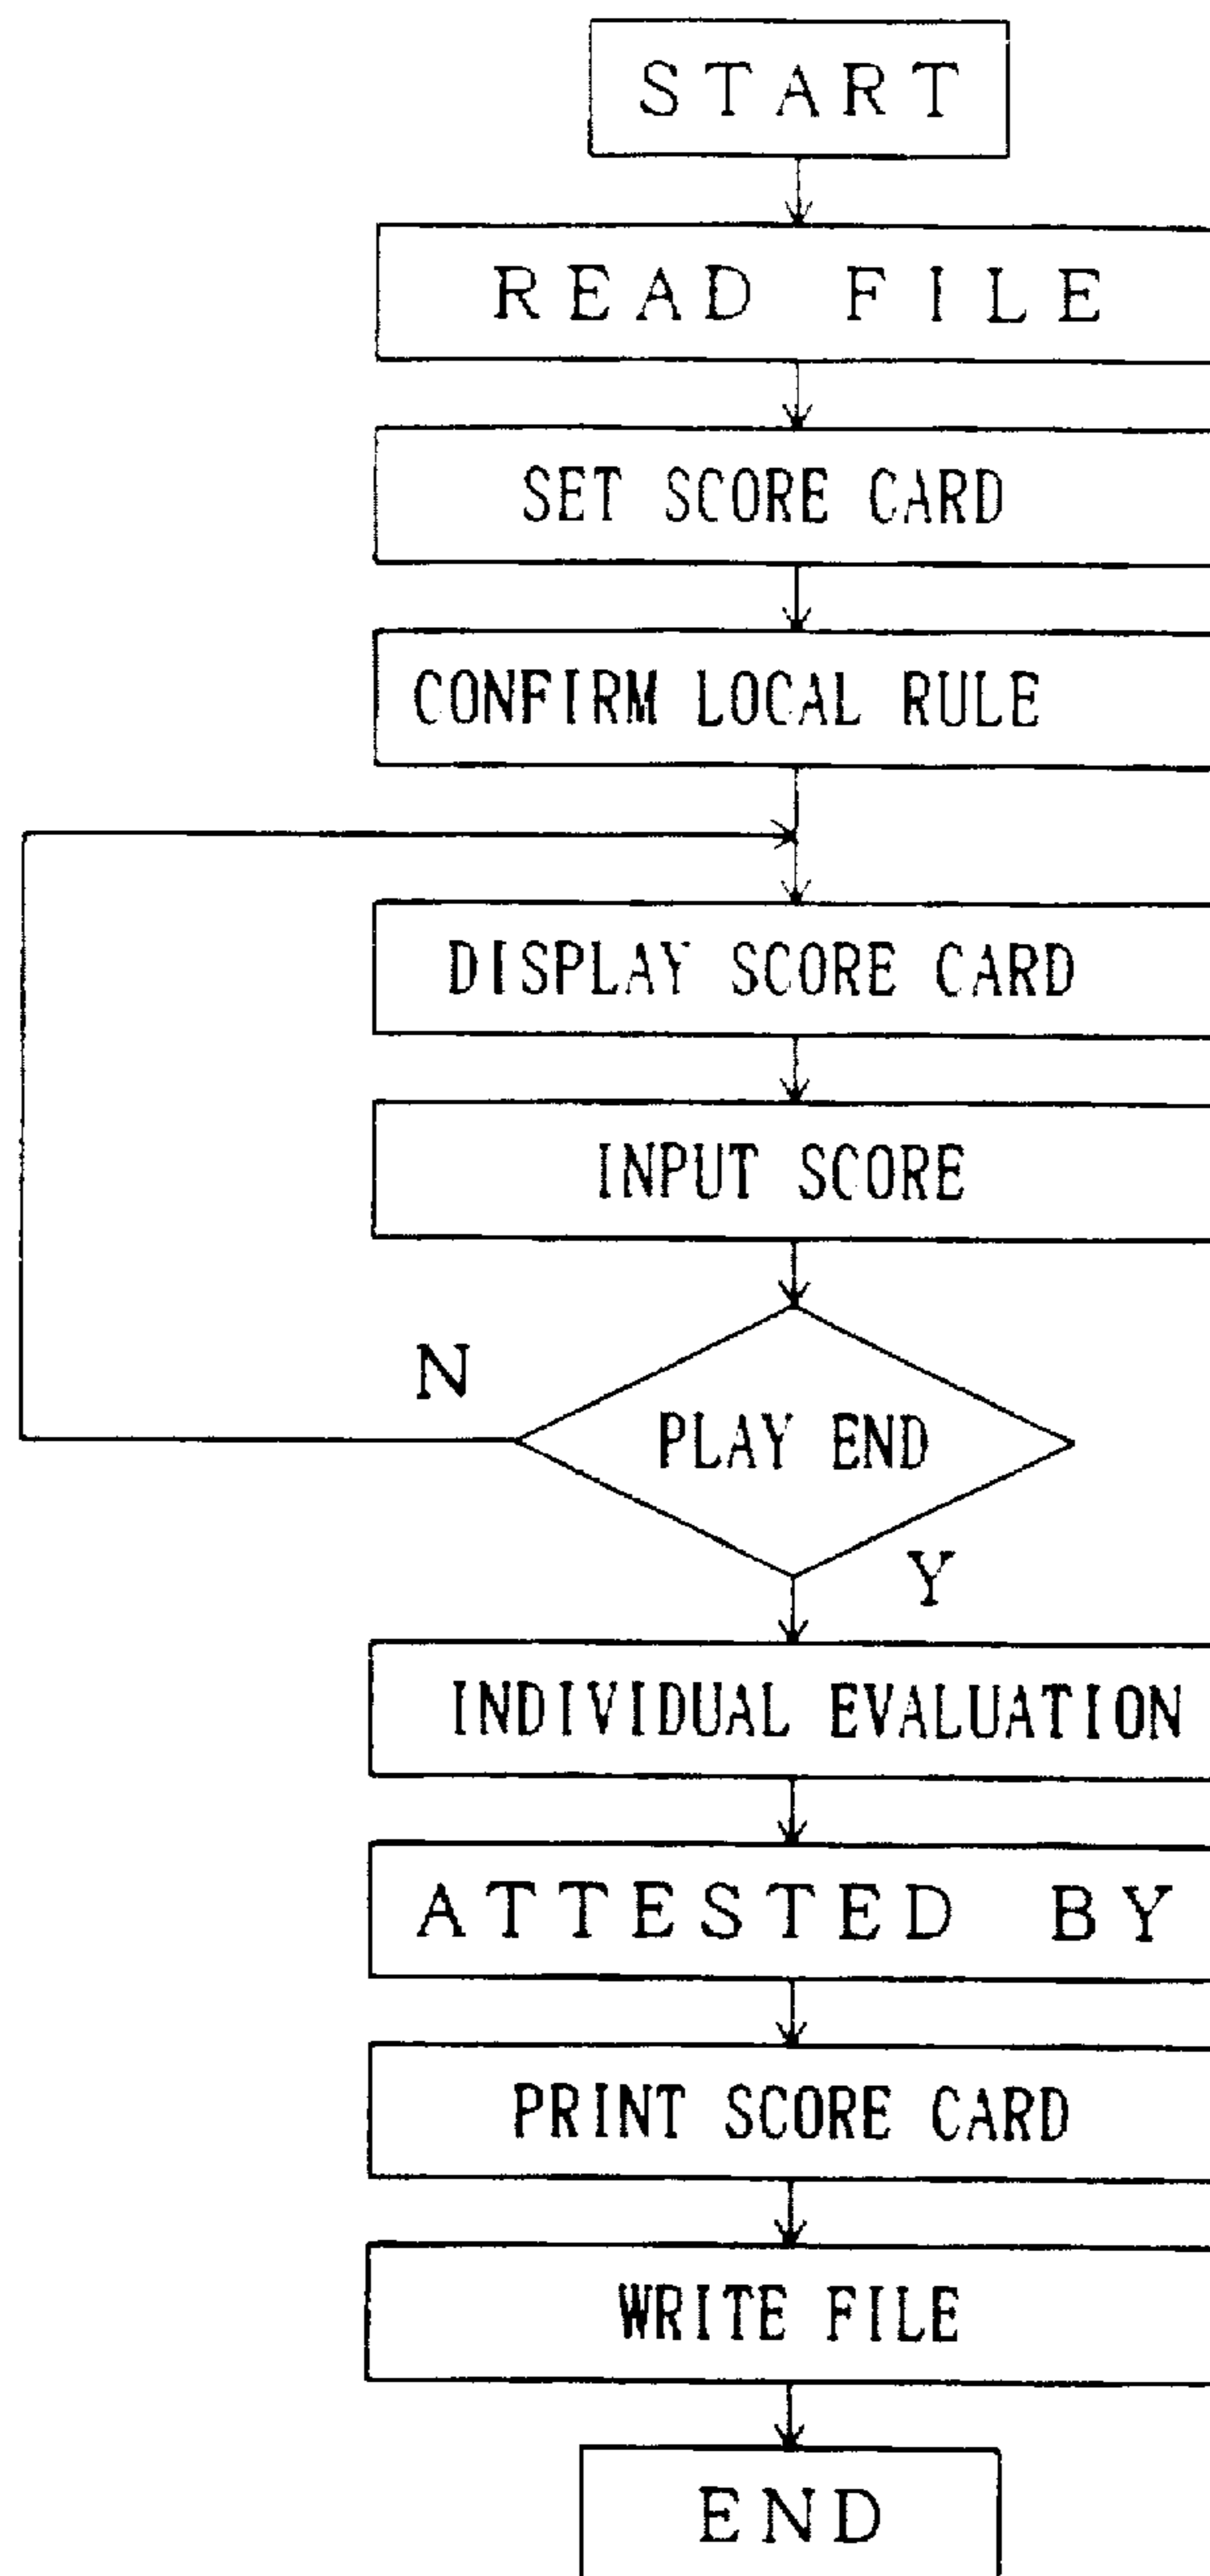 START
READ FILE
SET SCORE CARD
CONFIRM LOCAL RULE
DISPLAY SCORE CARD
INPUT SCORE
N
PLAY END
Y
INDIVIDUAL EVALUATION
ATTESTED BY
PRINT SCORE CARD
WRITE FILE
END